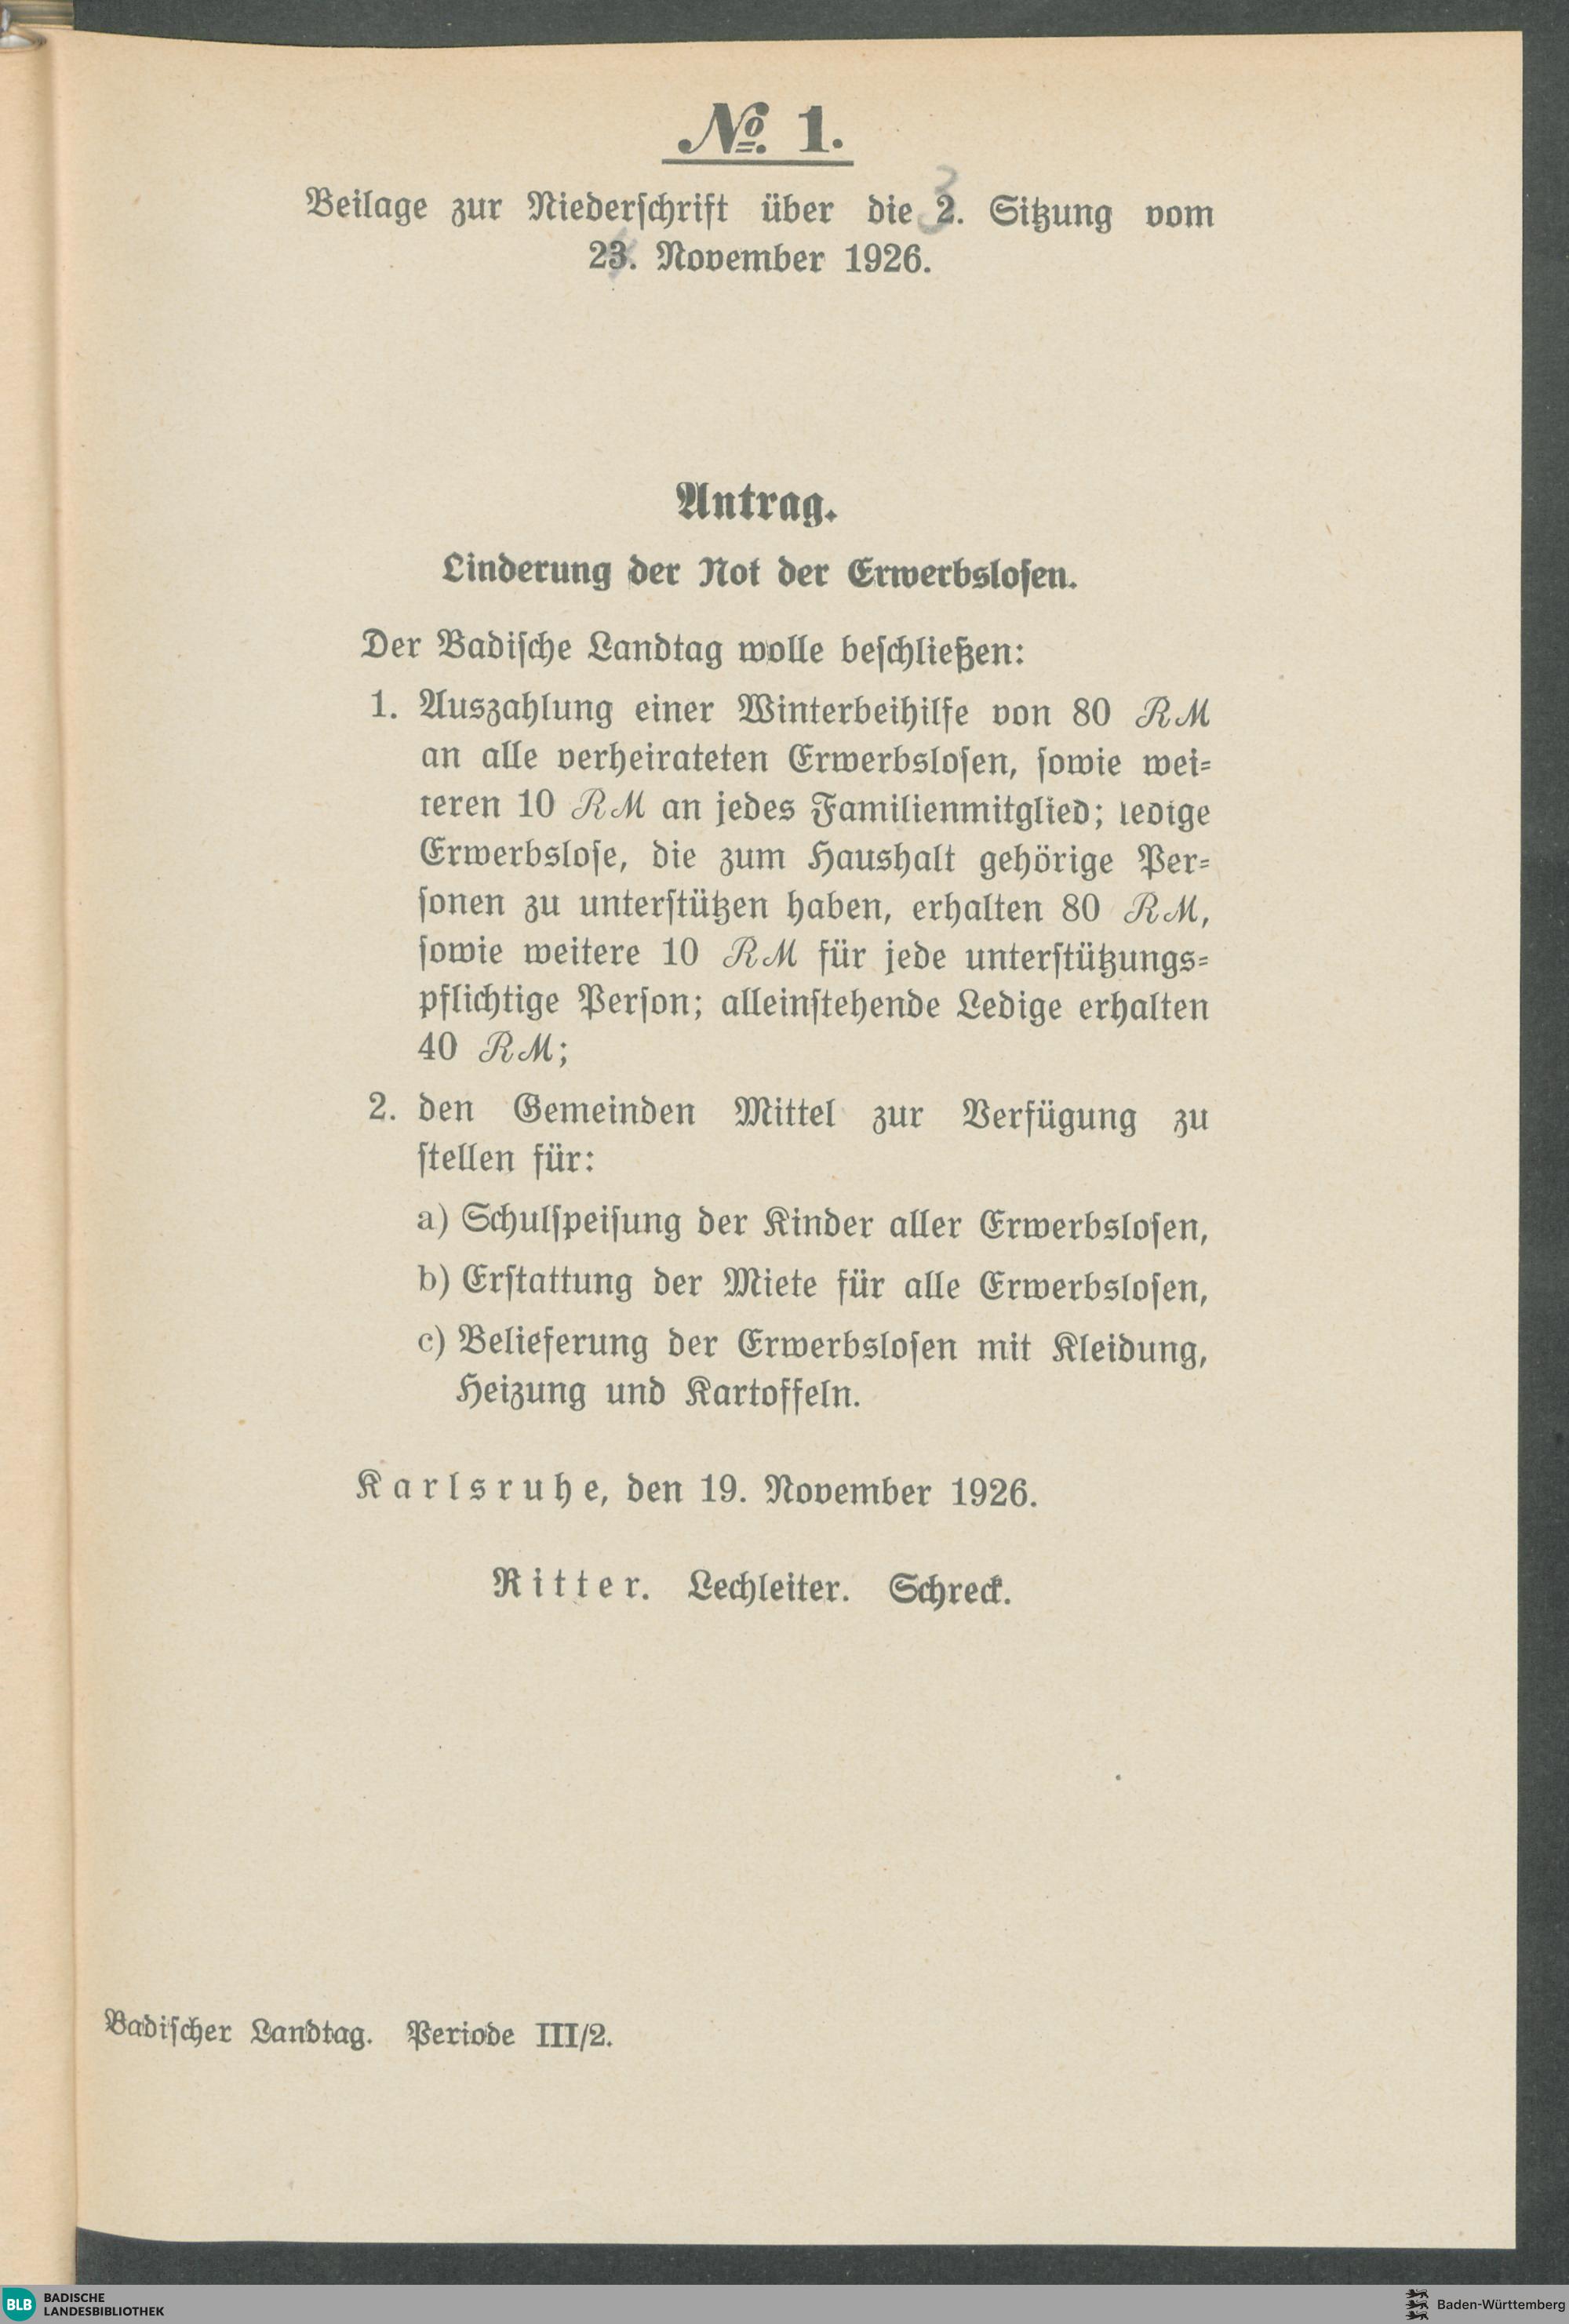 № 1.
3
Beilage zur Niederschrift über die 2. Sitzung vom
23. November 1926.
Antrag.
Linderung der Not der Erwerbslosen.
Der Badische Landtag wolle beschließen:
1. Auszahlung einer Winterbeihilfe von 80 RM
an alle verheirateten Erwerbslosen, sowie wei-
teren 10 RM an jedes Familienmitglied; ledige
Erwerbslose, die zum Haushalt gehörige Per-
sonen zu unterstützen haben, erhalten 80 RM,
sowie weitere 10 RM für jede unterstützungs-
pflichtige Person; alleinstehende Ledige erhalten
40 RM;
2. den Gemeinden Mittel zur Verfügung zu
stellen für:
a) Schulspeisung der Kinder aller Erwerbslosen,
b) Erstattung der Miete für alle Erwerbslosen,
c) Belieferung der Erwerbslosen mit Kleidung,
Heizung und Kartoffeln.
Karlsruhe, den 19. November 1926.
Ritter. Lechleiter. Schreck.
Badischer Landtag. Periode III/2.
BLB BADISCHE
LANDESBIBLIOTHEK
Baden-Württemberg